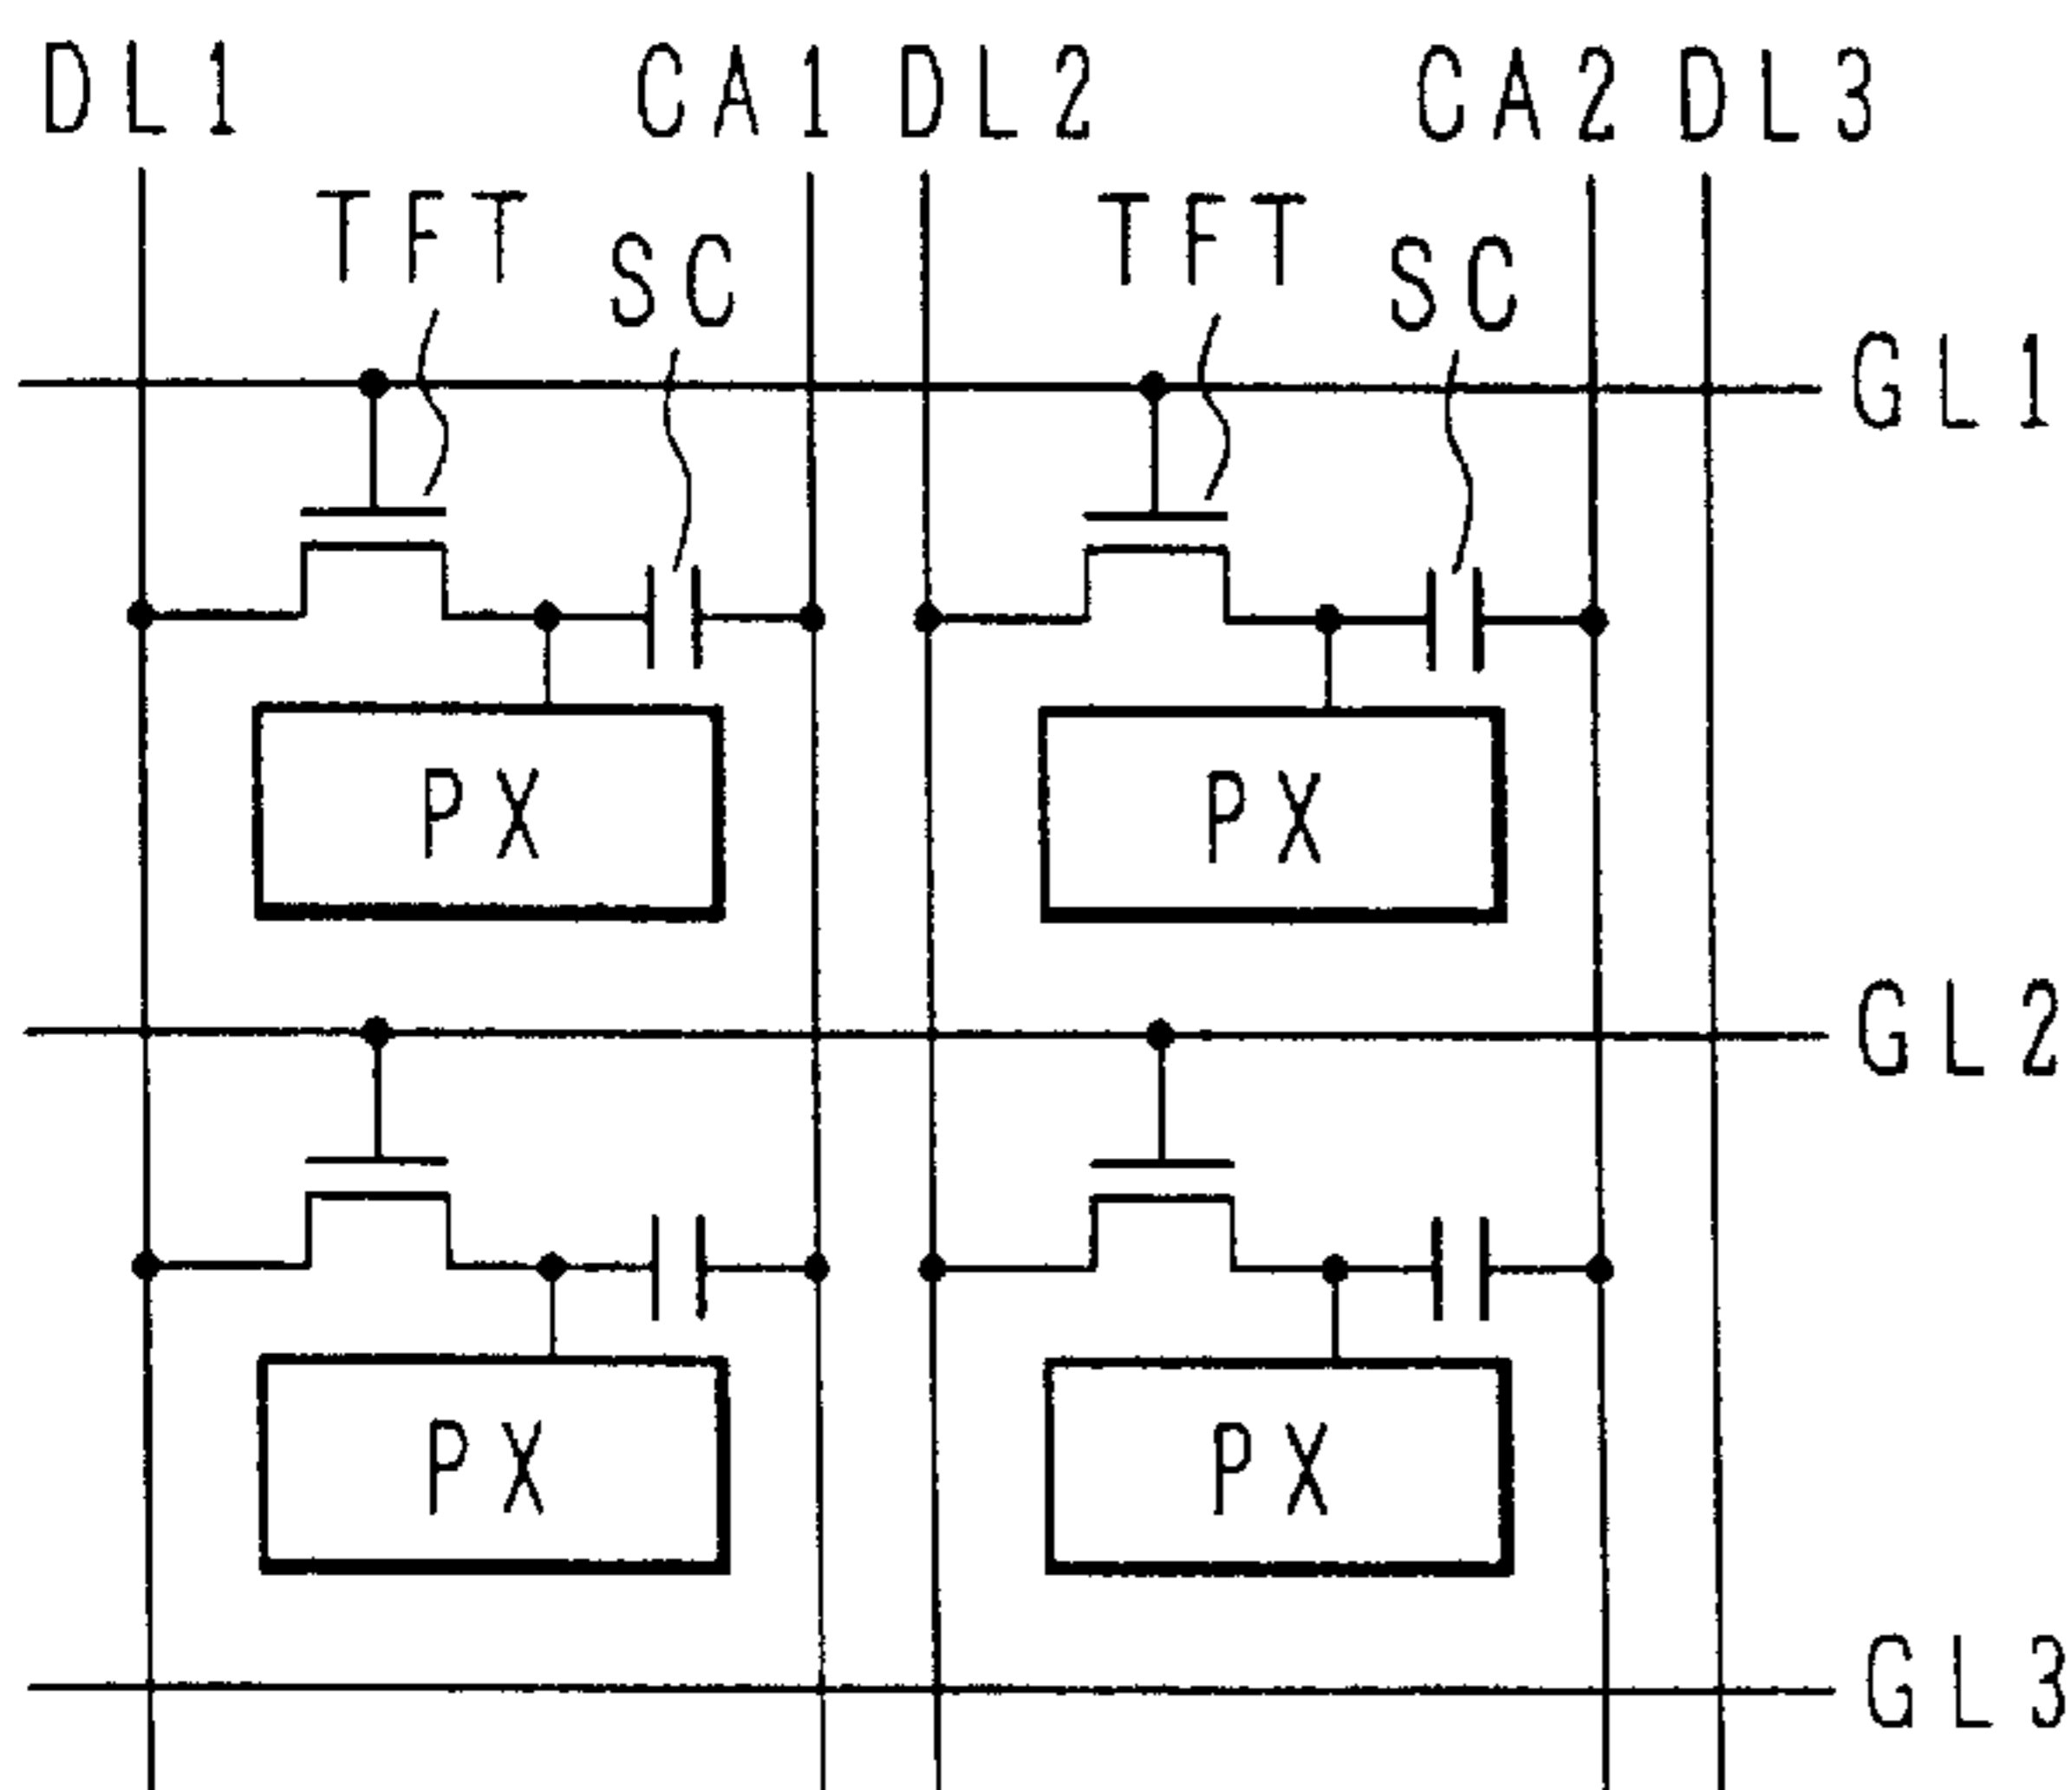 DL1 CA1 DL2 CA2 DL3
TFT SC TFT SC
GL1
PX PX
GL2
PX PX
GL3